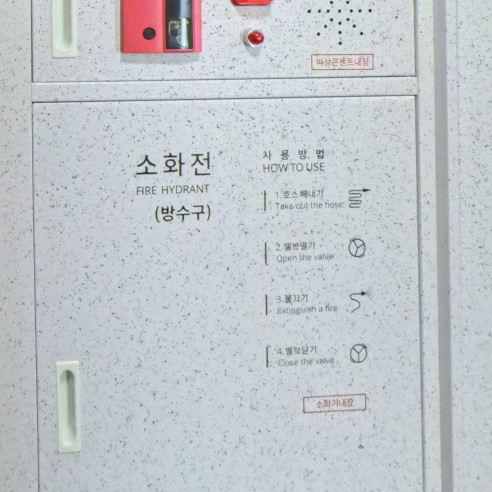 비상콘센트내장
소화전
FIRE HYDRANT
(방수구)
사용방법
HOW TO USE
1.호스빼내기
Take out the hose
2.밸브열기
Open the valve
3.불끄기
Extinguish a fire
4.밸브닫기
Close the valve
소화기내장